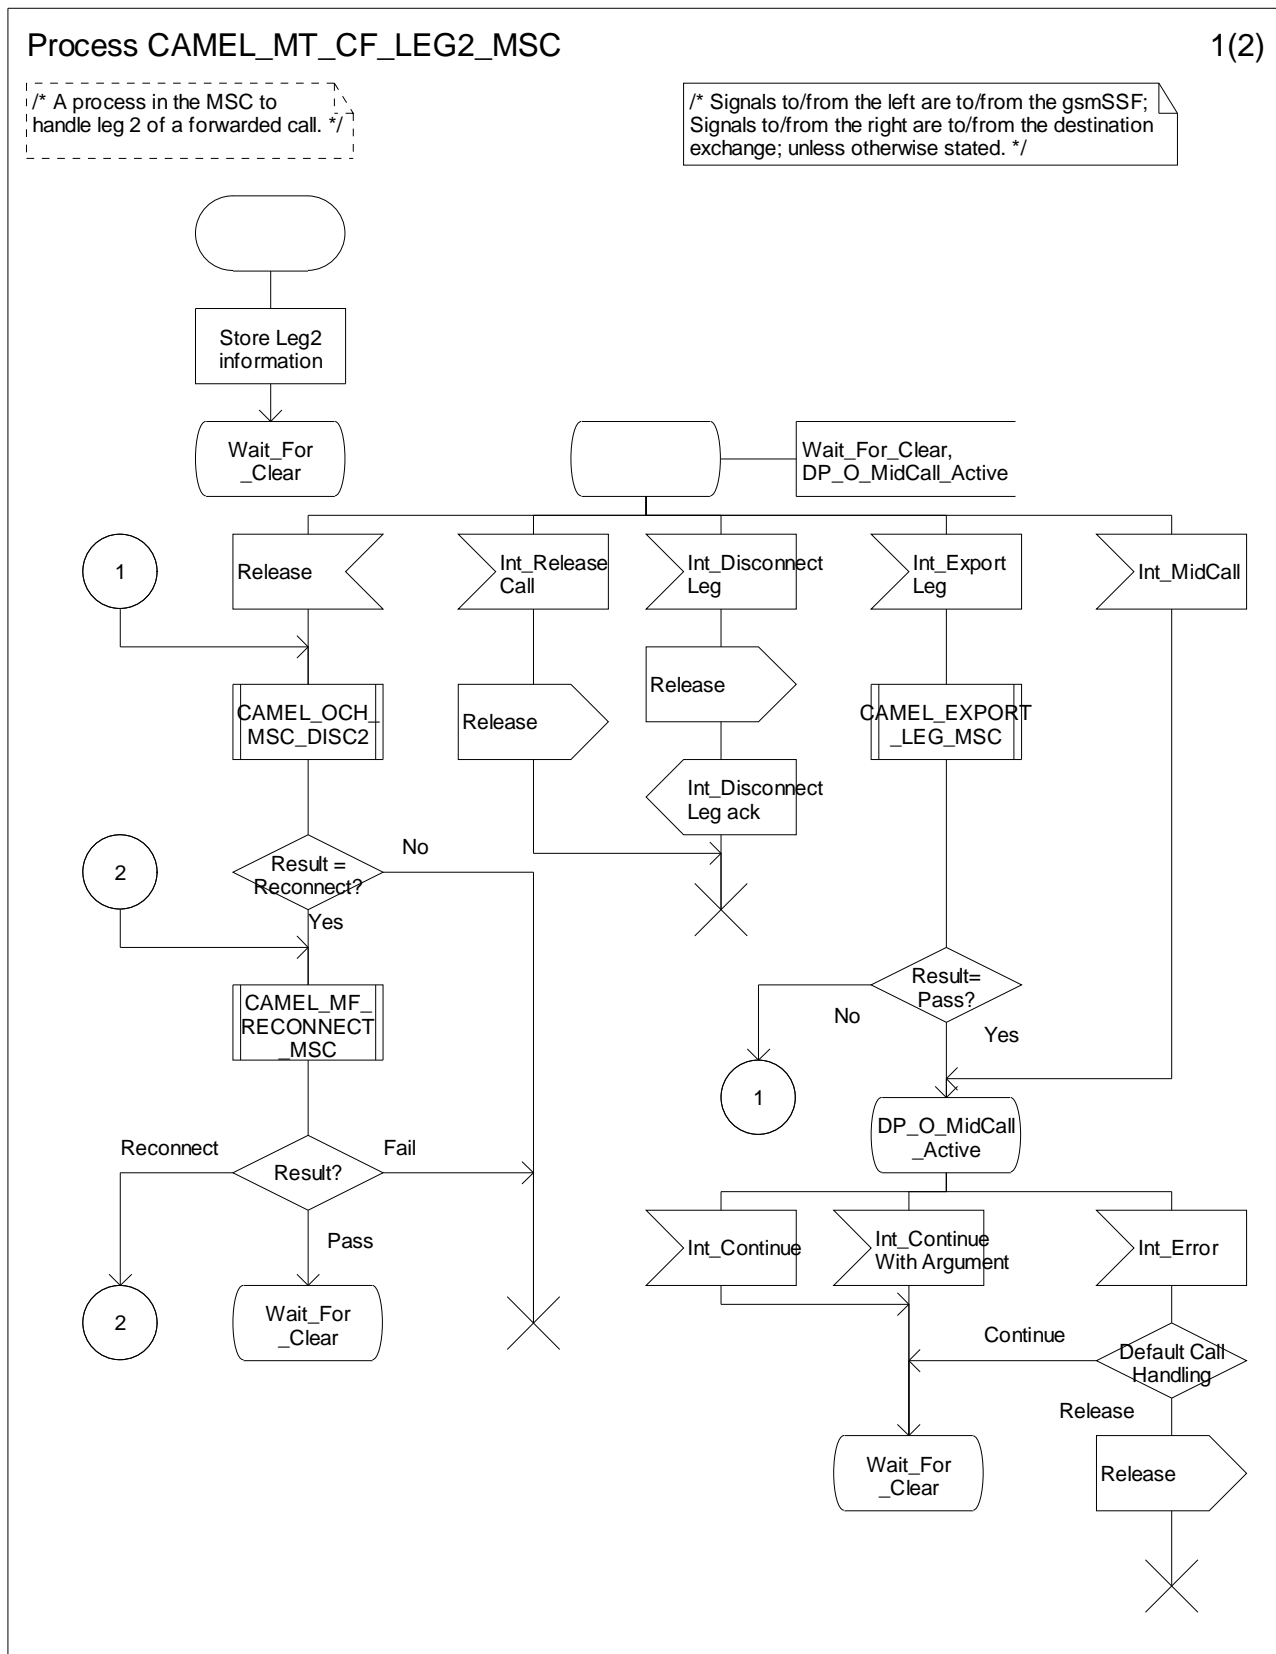 Process CAMEL_MT_CF_LEG2_MSC
1(2)
/* A process in the MSC to
handle leg 2 of a forwarded call. */
/* Signals to/from the left are to/from the gsmSSF;
Signals to/from the right are to/from the destination
exchange; unless otherwise stated. */
Store Leg2
information
Wait_For
_Clear
Wait_For_Clear,
DP_O_MidCall_Active
1
Release
Int_Release
Call
Int_Disconnect
Leg
Int_Export
Leg
Int_MidCall
CAMEL_OCH_
MSC_DISC2
Release
Release
CAMEL_EXPORT
_LEG_MSC
Int_Disconnect
Leg ack
2
Result =
Reconnect?
No
Yes
CAMEL_MF_
RECONNECT
_MSC
Result=
Pass?
No
Yes
1
DP_O_MidCall
_Active
Reconnect
Result?
Fail
Pass
2
Wait_For
_Clear
Int_Continue
Int_Continue
With Argument
Int_Error
Continue
Default Call
Handling
Release
Wait_For
_Clear
Release